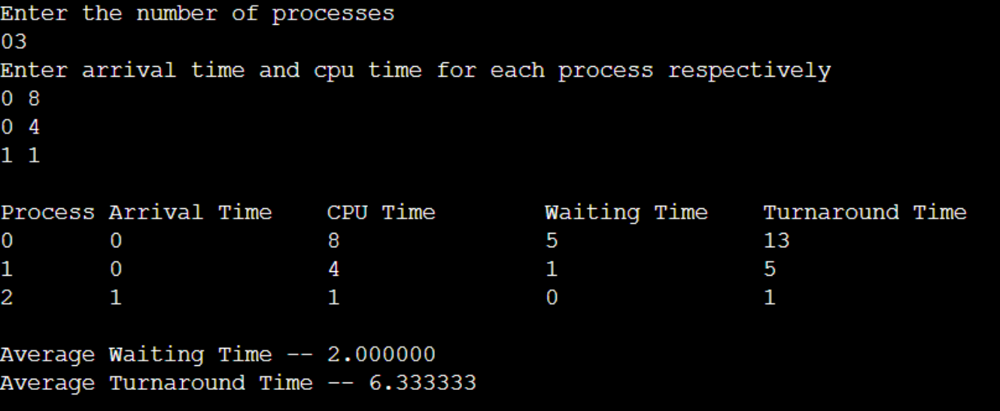 Enter the number of processes
03
Enter arrival time and cpu time for each process respectively
0 8
0 4
1 1
Process Arrival Time CPU Time Waiting Time Turnaround Time
0 0 8 5 13
1 0 4 1 5
2 1 1 0 1
Average Waiting Time -- 2.000000
Average Turnaround Time -- 6.333333